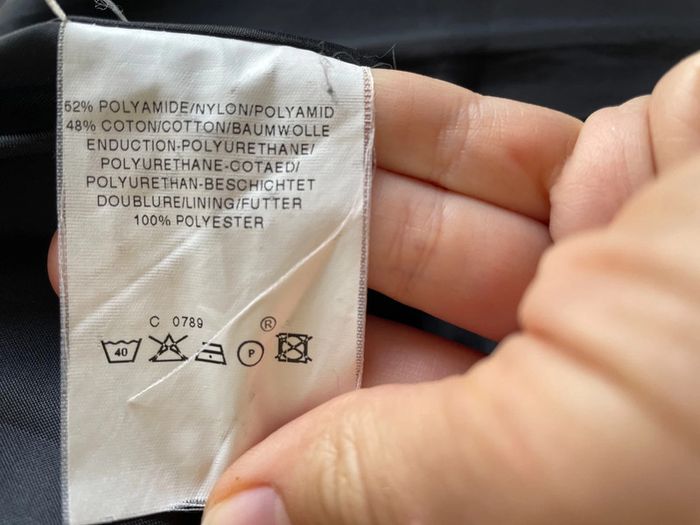 52% POLYAMIDE/NYLON/POLYAMID
48% COTON/COTTON/BAUMWOLLE
ENDUCTION-POLYURETHANE/
POLYURETHANE-COTAED/
POLYURETHAN-BESCHICHTET
DOUBLURE/LINING/FUTTER
100% POLYESTER
C 0789
®
40 P